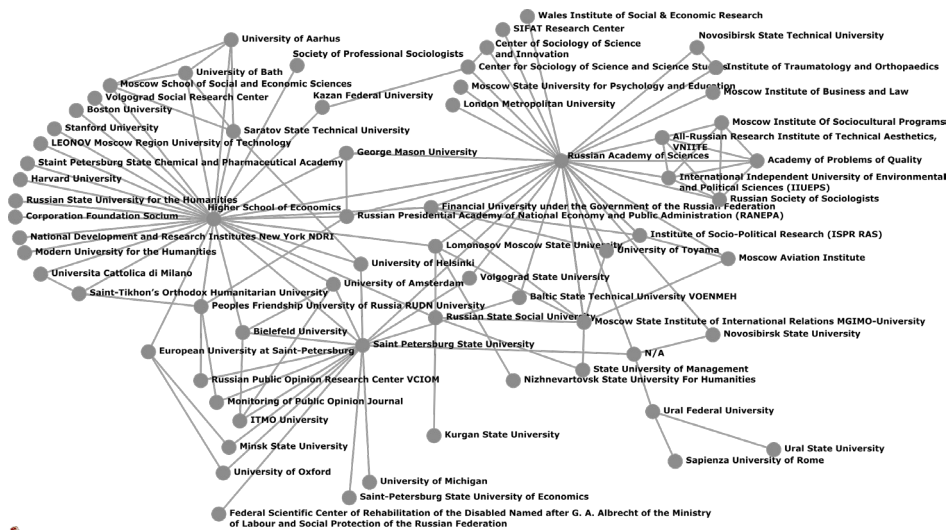 Wales Institute of Social & Economic Research
SIFAT Research Center
University of Aarhus
Center of Sociology of Science
and Innovation
Novosibirsk State Technical University
Society of Professional Sociologists
Center for Sociology of Science and Science Studies
Institute of Traumatology and Orthopaedics
University of Bath
Moscow School of Social and Economic Sciences
Moscow State University for Psychology and Education
Moscow Institute of Business and Law
Volgograd Social Research Center
Kazan Federal University
London Metropolitan University
Boston University
Moscow Institute Of Sociocultural Programs
Stanford University
Saratov State Technical University
All-Russian Research Institute of Technical Aesthetics,
VNIITE
LEONOV Moscow Region University of Technology
George Mason University
Russian Academy of Sciences
Academy of Problems of Quality
Staint Petersburg State Chemical and Pharmaceutical Academy
Harvard University
International Independent University of Environmental
and Political Sciences (IIUEPS)
Russian State University for the Humanities
Russian Society of Sociologists
Higher School of Economics
Financial University under the Government of the Russian Federation
Corporation Foundation Socium
Russian Presidential Academy of National Economy and Public Administration (RANEPA)
National Development and Research Institutes New York NDRI
Institute of Socio-Political Research (ISPR RAS)
Modern University for the Humanities
Lomonosov Moscow State University
University of Toyama
Moscow Aviation Institute
University of Helsinki
Universita Cattolica di Milano
Volgograd State University
University of Amsterdam
Saint-Tikhon's Orthodox Humanitarian University
Baltic State Technical University VOENMEH
Peoples Friendship University of Russia RUDN University
Russian State Social University
Moscow State Institute of International Relations MGIMO-University
Bielefeld University
Novosibirsk State University
European University at Saint-Petersburg
Saint Petersburg State University
N/A
State University of Management
Russian Public Opinion Research Center VCIOM
Nizhnevartovsk State University For Humanities
Monitoring of Public Opinion Journal
Ural Federal University
ITMO University
Kurgan State University
Minsk State University
Ural State University
Sapienza University of Rome
University of Oxford
University of Michigan
Saint-Petersburg State University of Economics
Federal Scientific Center of Rehabilitation of the Disabled Named after G. A. Albrecht of the Ministry
of Labour and Social Protection of the Russian Federation